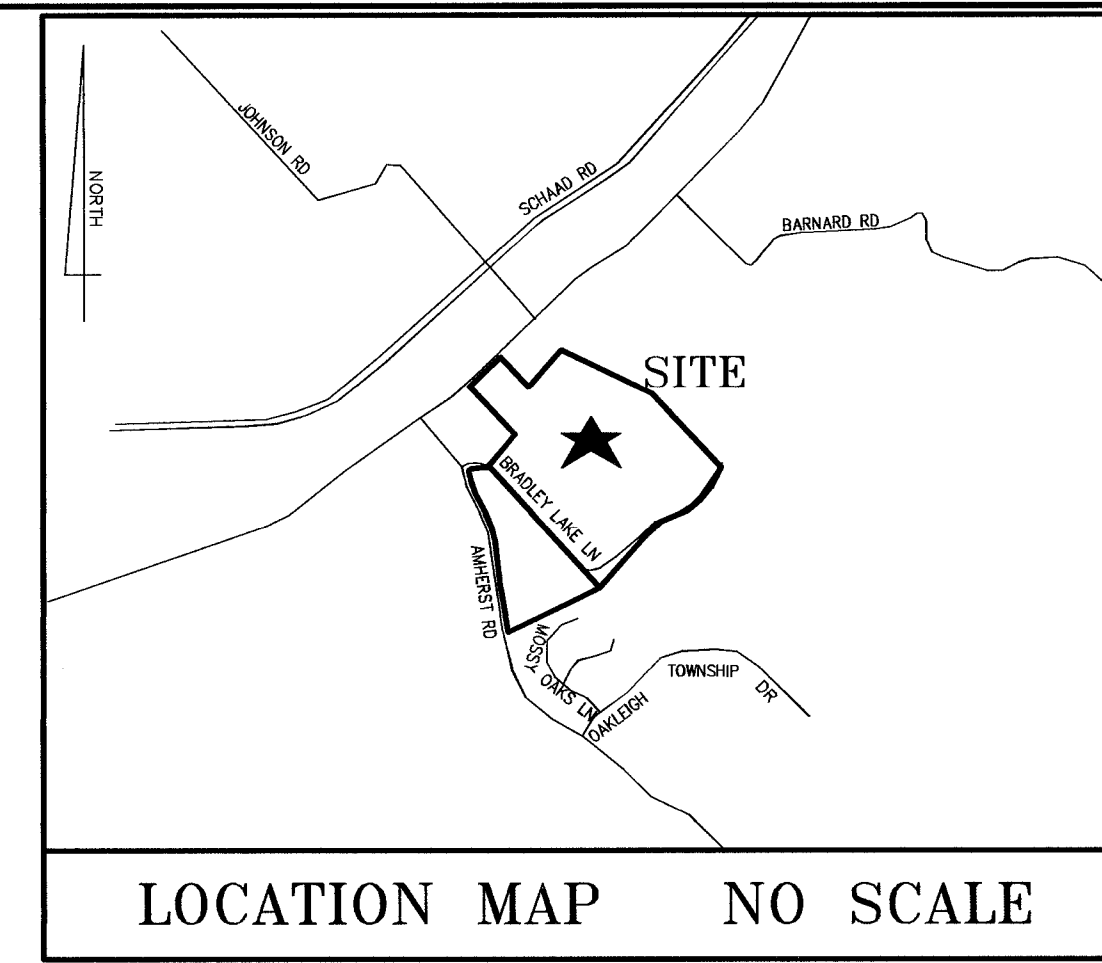 JOHNSON RD
NORTH
SCHAAD RD
BARNARD RD
SITE
BRADLEY LAKE LN
AMHERST RD
MOSSY OAKS LN
TOWNSHIP
DR
OAKLEIGH
LOCATION MAP NO SCALE